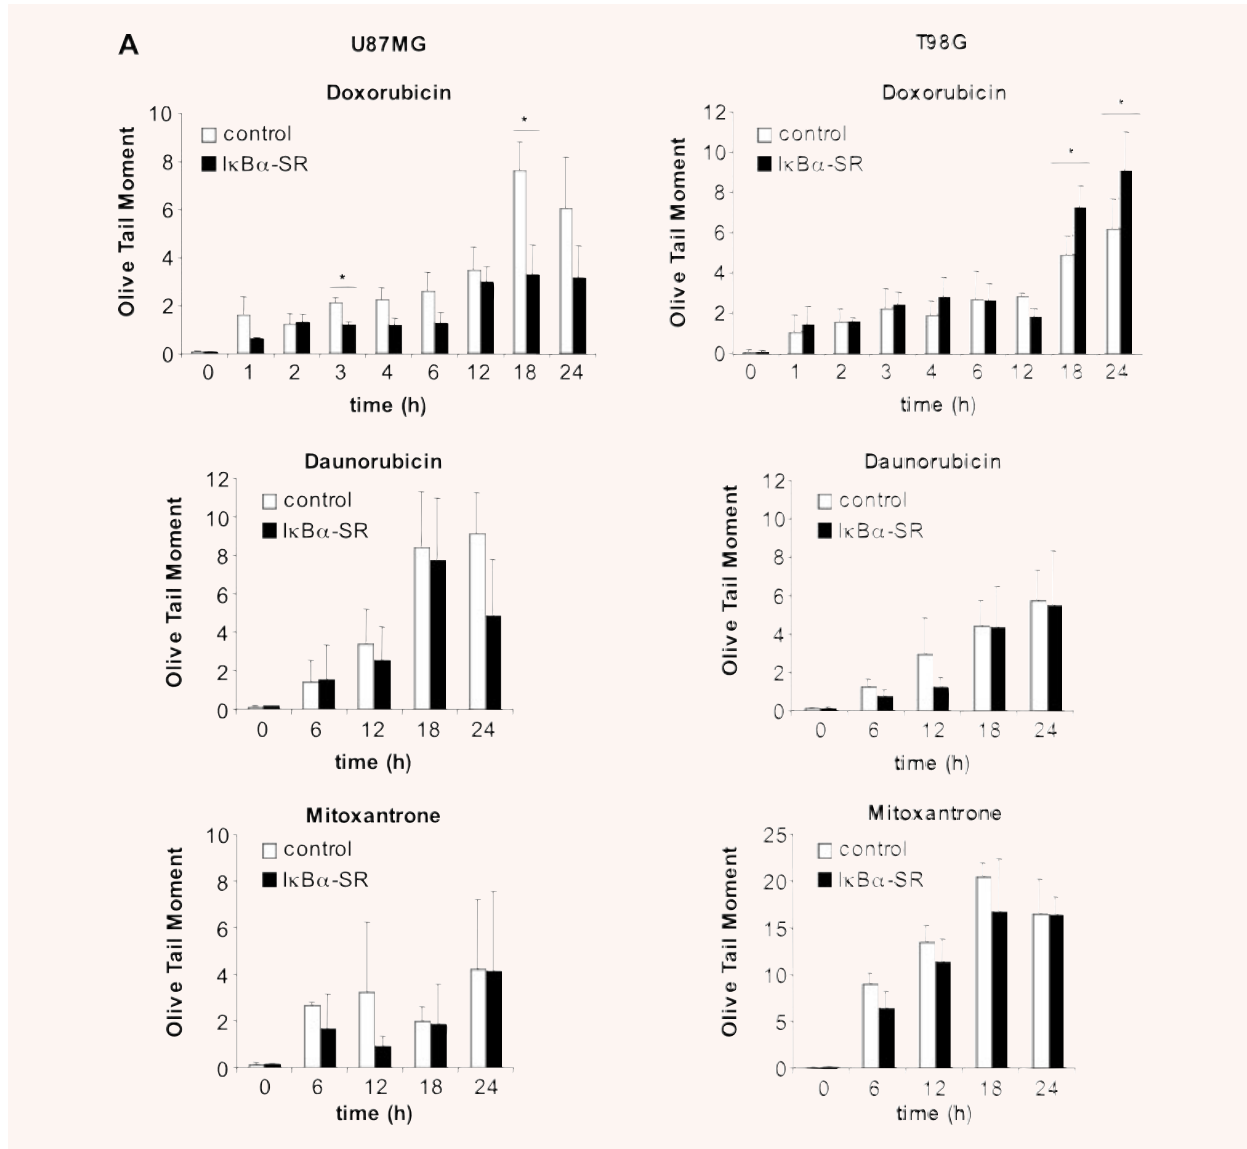 A
U87MG
T98G
Doxorubicin
10
8
6
4
2
0
Olive Tail Moment
control
IκBα-SR
*
*
0 1 2 3 4 6 12 18 24
time (h)
Doxorubicin
12
10
8
6
4
2
0
Olive Tail Moment
control
IκBα-SR
*
*
0 1 2 3 4 6 12 18 24
time (h)
Daunorubicin
12
10
8
6
4
2
0
Olive Tail Moment
control
IκBα-SR
0 6 12 18 24
time (h)
Daunorubicin
12
10
8
6
4
2
0
Olive Tail Moment
control
IκBα-SR
0 6 12 18 24
time (h)
Mitoxantrone
10
8
6
4
2
0
Olive Tail Moment
control
IκBα-SR
0 6 12 18 24
time (h)
Mitoxantrone
25
20
15
10
5
0
Olive Tail Moment
control
IκBα-SR
0 6 12 18 24
time (h)